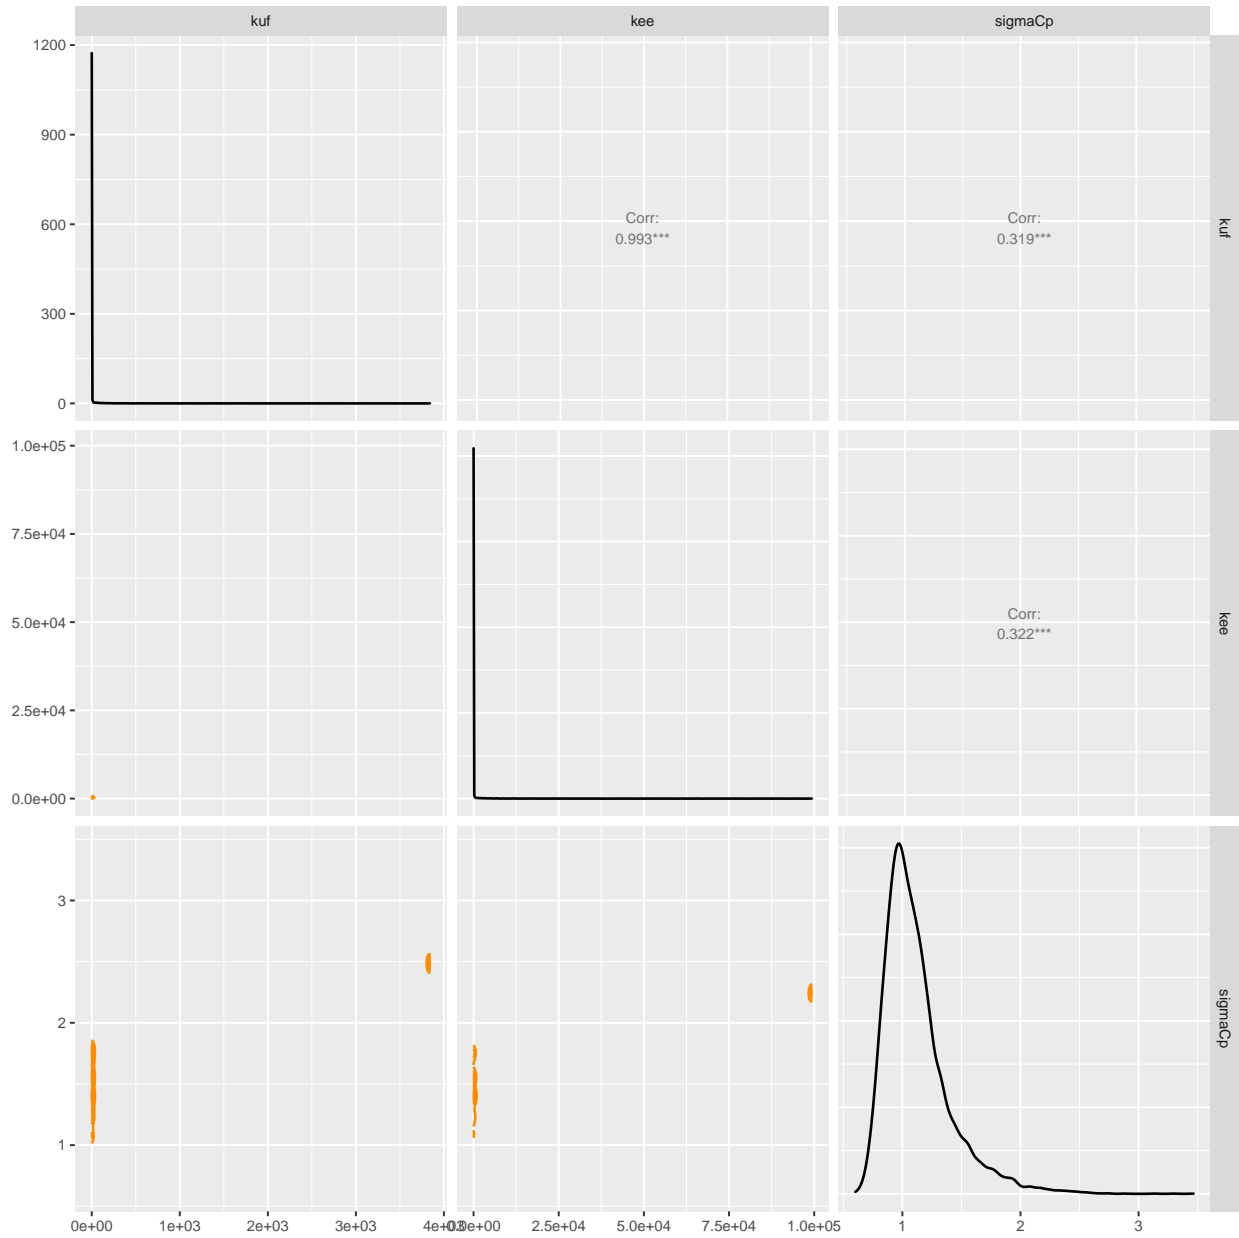 kuf
kee
sigmaCp
1200
900
600
300
0
Corr:
0.993***
Corr:
0.319***
kuf
1.0e+05
7.5e+04
5.0e+04
2.5e+04
0.0e+00
Corr:
0.322***
kee
3
2
1
sigmaCp
0e+00
1e+03
2e+03
3e+03
4e+03
0.0e+00
2.5e+04
5.0e+04
7.5e+04
1.0e+05
1
2
3